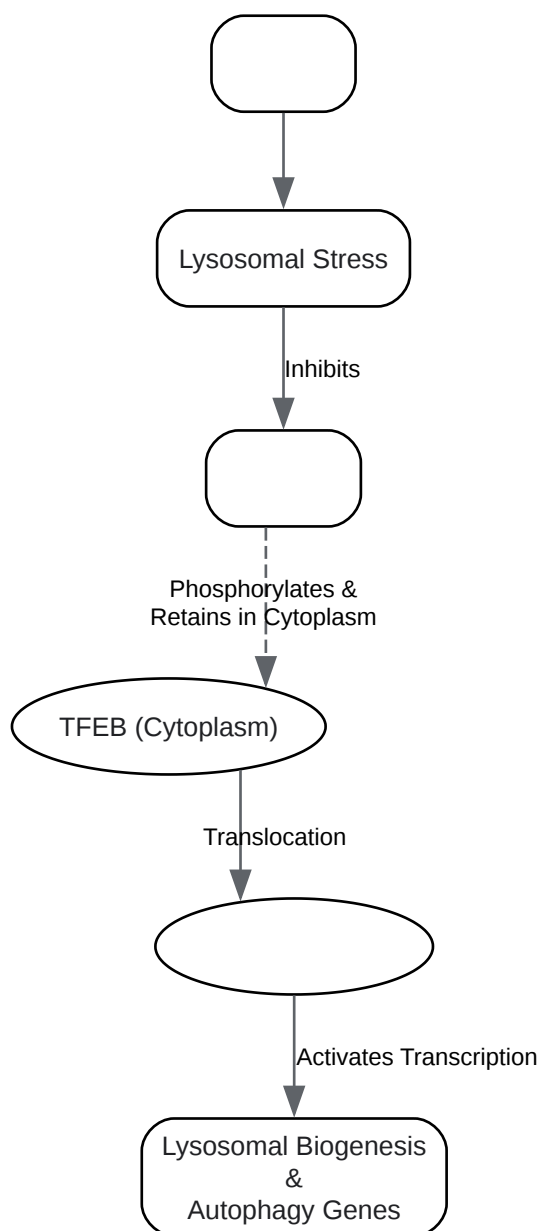 Lysosomal Stress
Inhibits
Phosphorylates &
Retains in Cytoplasm
TFEB (Cytoplasm)
Translocation
Activates Transcription
Lysosomal Biogenesis
&
Autophagy Genes